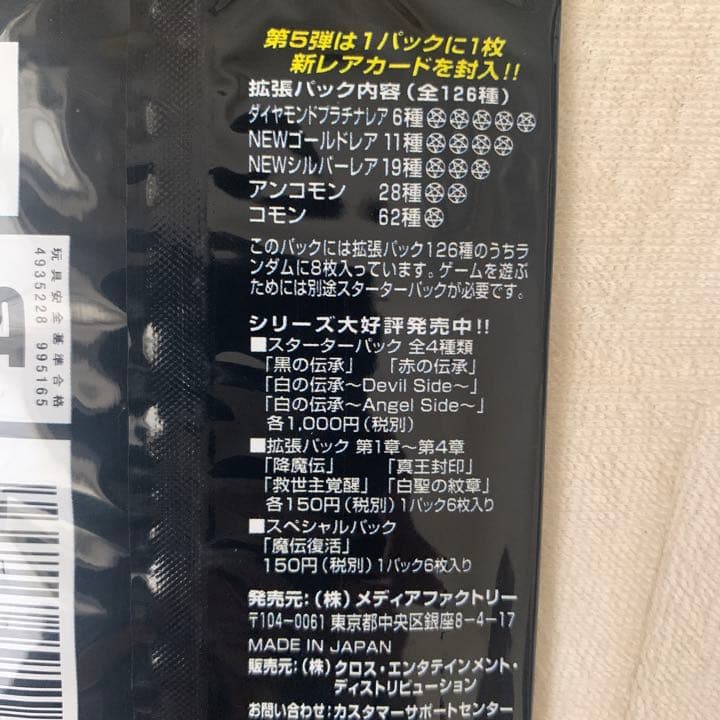 第5弾は1パックに1枚
新レアカードを封入!!
拡張パック内容(全126種)
ダイヤモンドプラチナレア 6種
NEWゴールドレア 11種
NEWシルバーレア 19種
アンコモン 28種
コモン 62種
このパックには拡張パック126種のうちラ
ンダムに8枚入っています。ゲームを遊ぶ
ためには別途スターターパックが必要です。
シリーズ大好評発売中!!
■スターターパック 全4種類
「黒の伝承」 「赤の伝承」
「白の伝承～Devil Side～」
「白の伝承～Angel Side～」
各1,000円(税別)
■拡張パック 第1章～第4章
「降魔伝」 「真王封印」
「救世主覚醒」「白聖の紋章」
各150円(税別)1パック6枚入り
■スペシャルパック
「魔伝復活」
150円(税別)1パック6枚入り
発売元:(株)メディアファクトリー
〒104-0061 東京都中央区銀座8-4-17
MADE IN JAPAN
販売元:(株)クロス・エンタテインメント・
ディストリビューション
お問い合わせ:カスタマーサポートセンター
玩具安全基準合格
4935228 995165